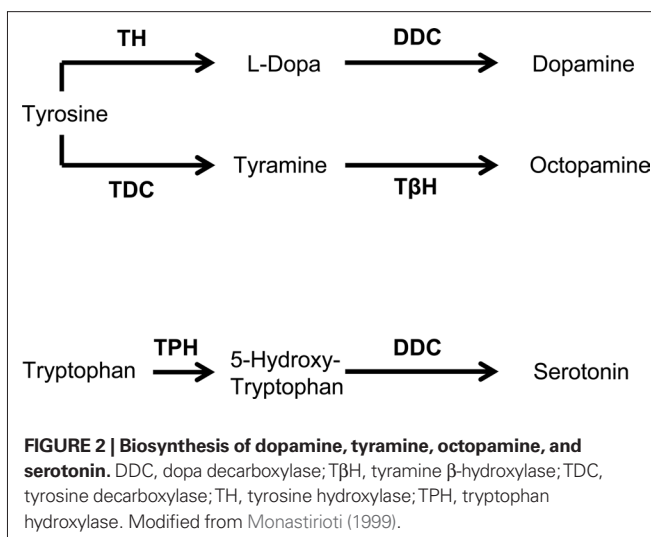 TH
DDC
L-Dopa
Dopamine
Tyrosine
Tyramine
Octopamine
TDC
TβH
TPH
DDC
Tryptophan
5-Hydroxy-
Tryptophan
Serotonin
FIGURE 2 | Biosynthesis of dopamine, tyramine, octopamine, and
serotonin. DDC, dopa decarboxylase; TβH, tyramine β-hydroxylase; TDC,
tyrosine decarboxylase; TH, tyrosine hydroxylase; TPH, tryptophan
hydroxylase. Modified from Monastirioti (1999).